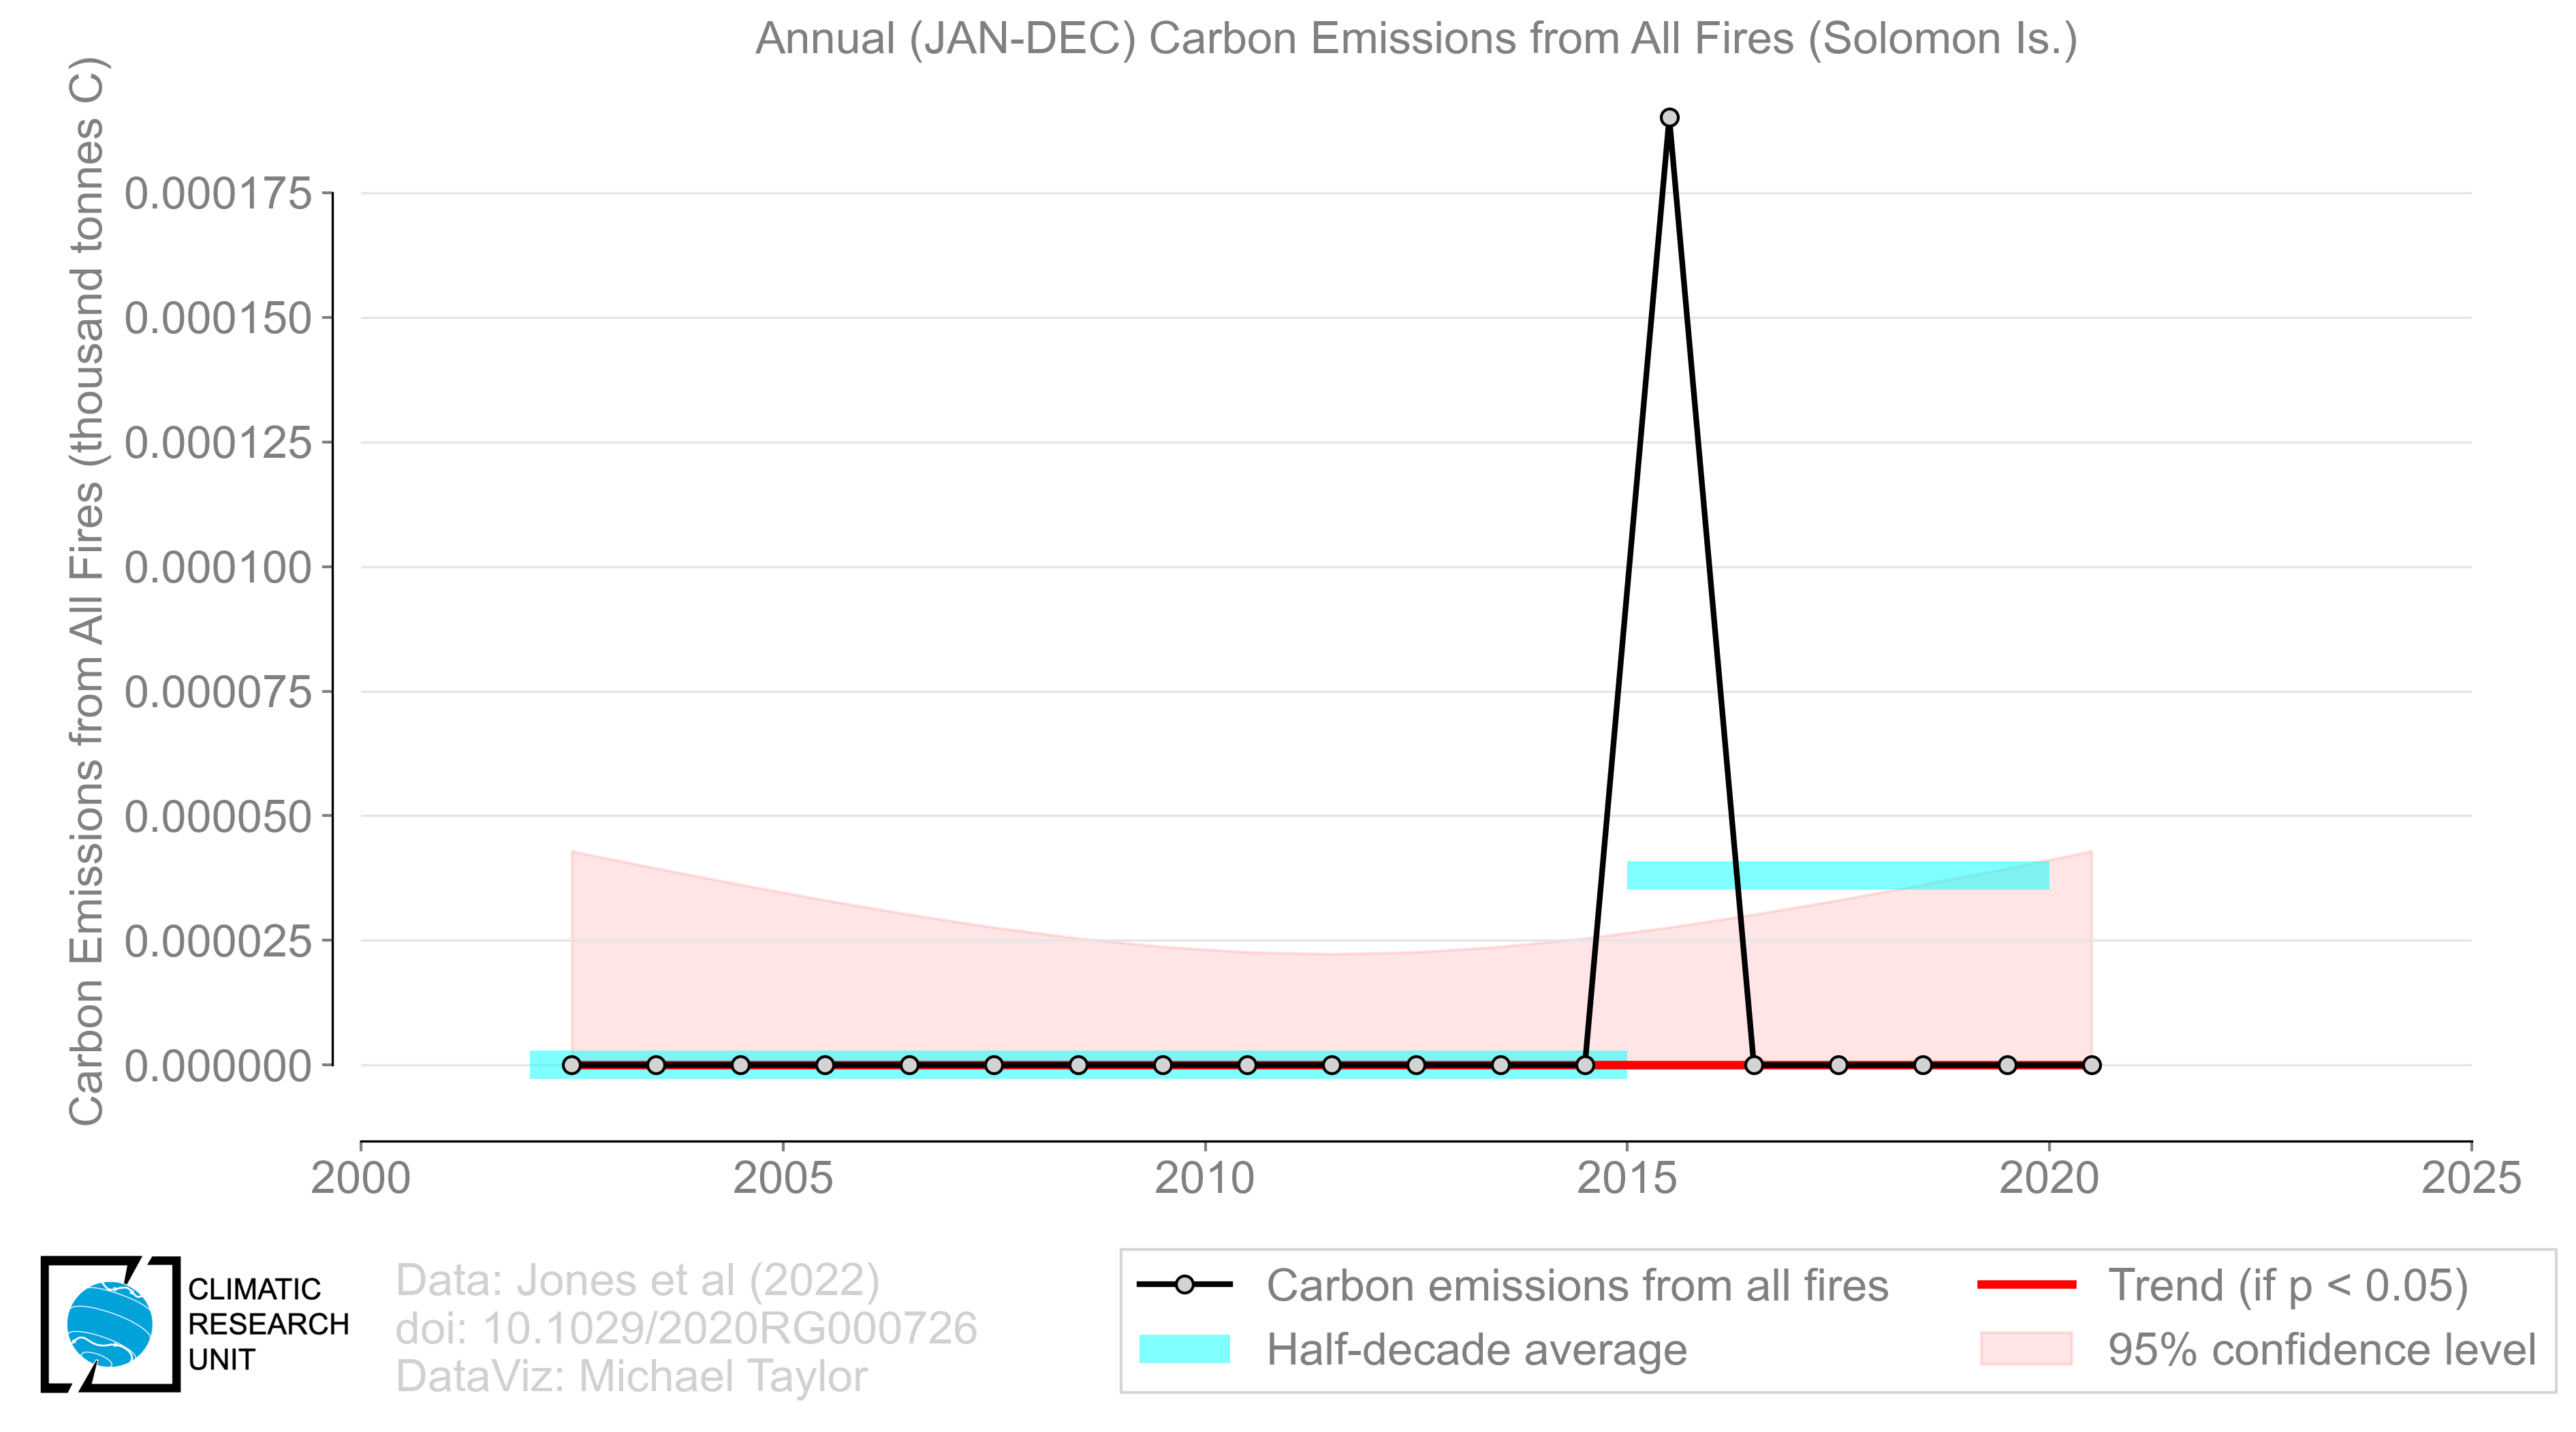 Annual (JAN-DEC) Carbon Emissions from All Fires (Solomon Is.)
Carbon Emissions from All Fires (thousand tonnes C)
0.000175
0.000150
0.000125
0.000100
0.000075
0.000050
0.000025
0.000000
2000 2005 2010 2015 2020 2025
CLIMATIC
RESEARCH
UNIT
Data: Jones et al (2022)
doi: 10.1029/2020RG000726
DataViz: Michael Taylor
Carbon emissions from all fires
Half-decade average
Trend (if p < 0.05)
95% confidence level